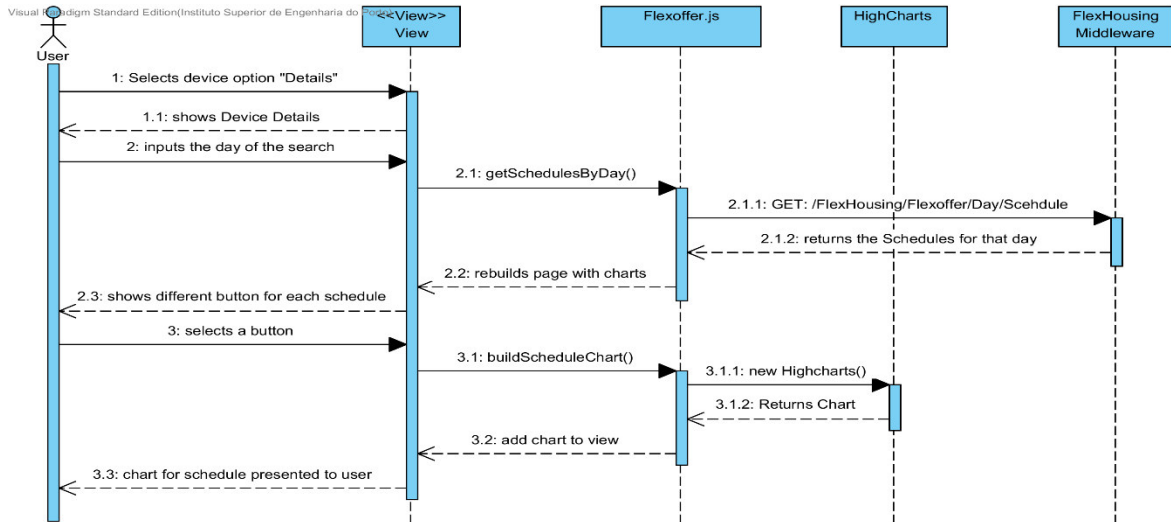 Visual Paradigm Standard Edition(Instituto Superior de Engenharia do Porto)
<<View>>
View
Flexoffer.js
HighCharts
FlexHousing
Middleware
User
1: Selects device option "Details"
1.1: shows Device Details
2: inputs the day of the search
2.1: getSchedulesByDay()
2.1.1: GET: /FlexHousing/Flexoffer/Day/Scehdule
2.1.2: returns the Schedules for that day
2.2: rebuilds page with charts
2.3: shows different button for each schedule
3: selects a button
3.1: buildScheduleChart()
3.1.1: new Highcharts()
3.1.2: Returns Chart
3.2: add chart to view
3.3: chart for schedule presented to user